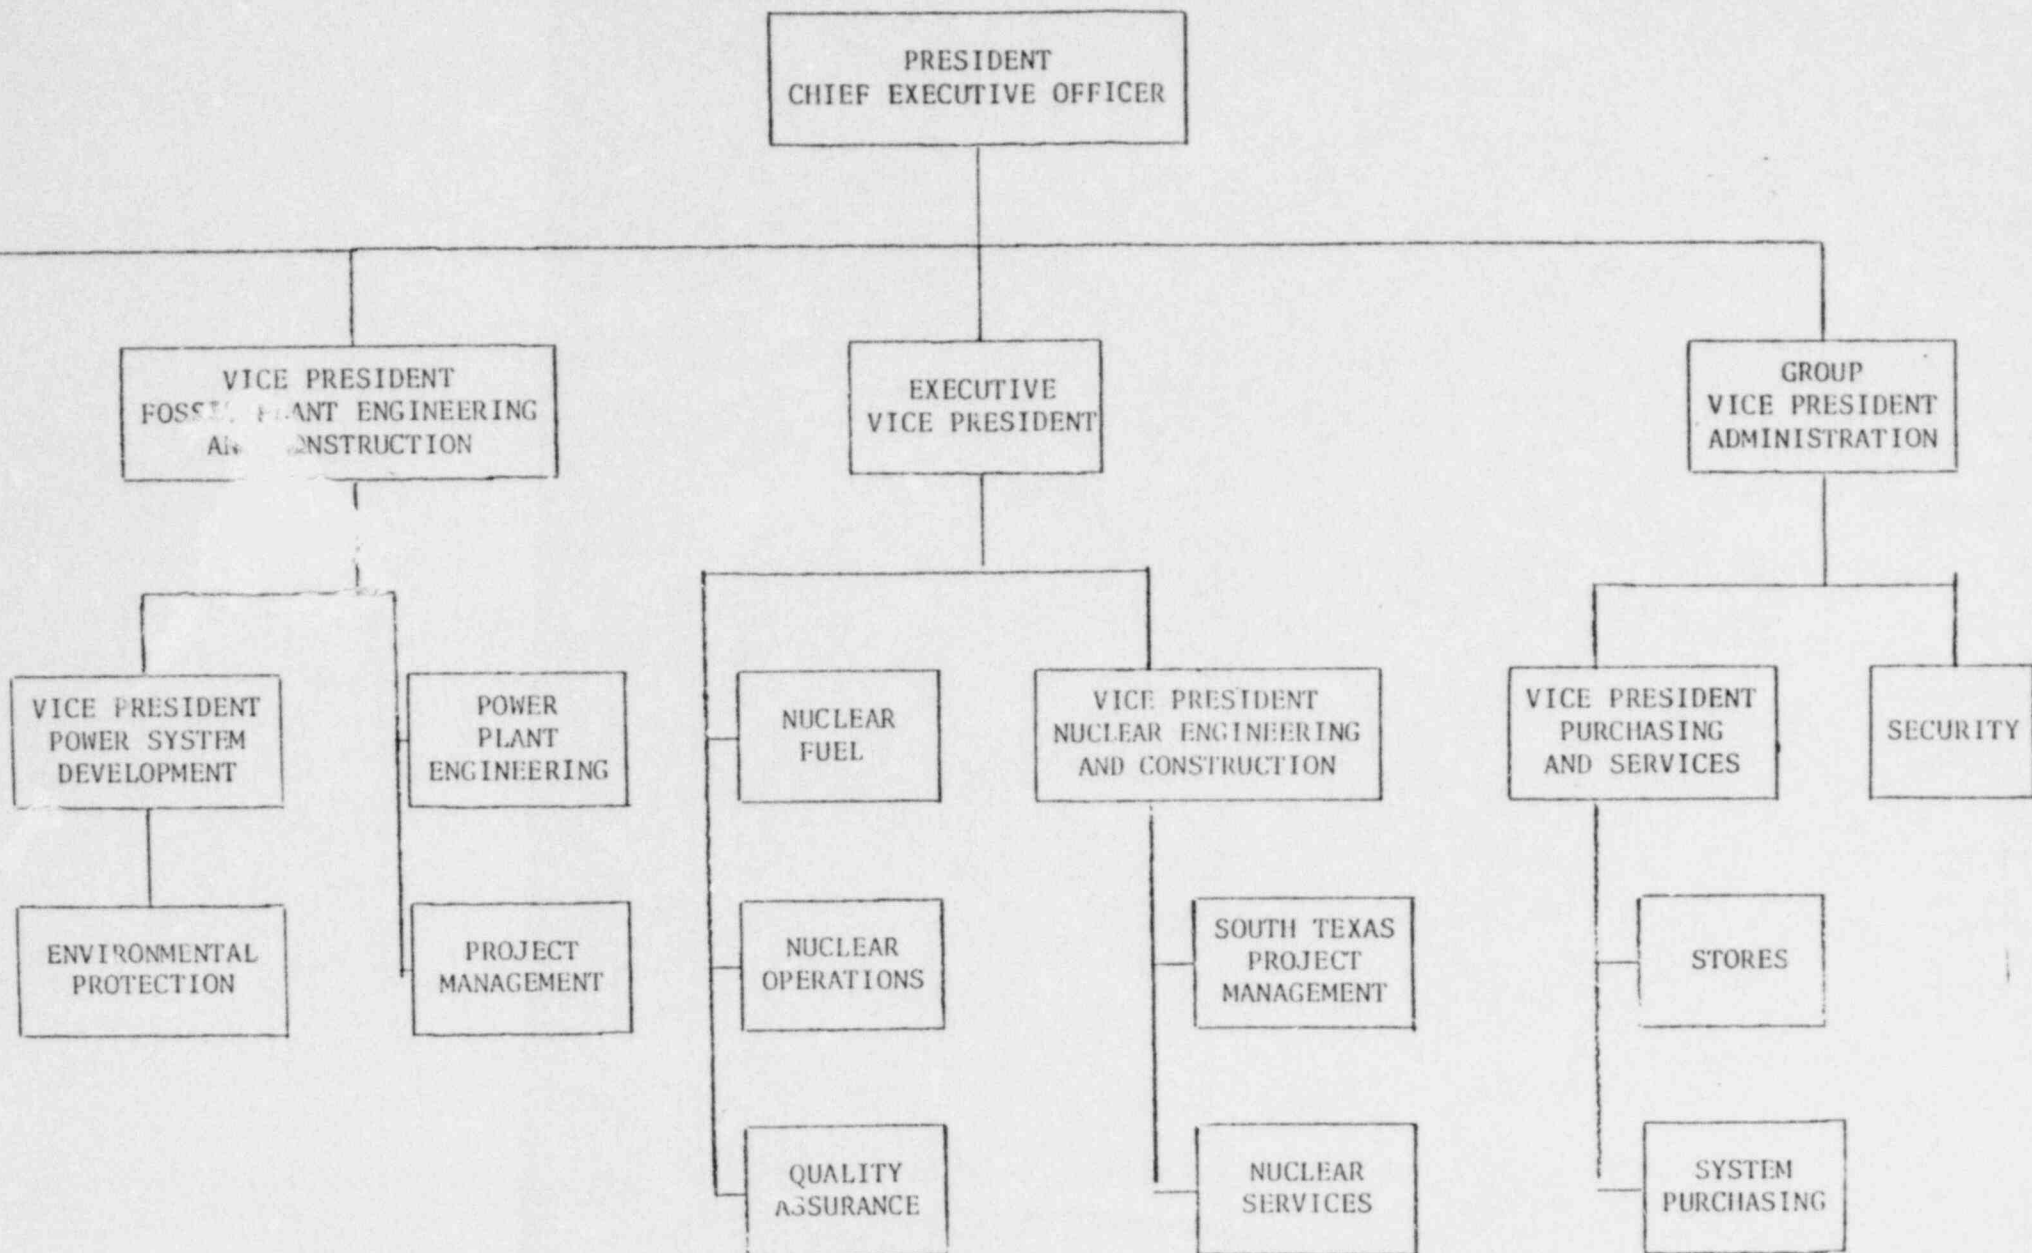 PRESIDENT
CHIEF EXECUTIVE OFFICER
VICE PRESIDENT
PLANT ENGINEERING
CONSTRUCTION
EXECUTIVE
VICE PRESIDENT
GROUP
VICE PRESIDENT
ADMINISTRATION
VICE PRESIDENT
POWER SYSTEM
DEVELOPMENT
POWER
PLANT
ENGINEERING
NUCLEAR
FUEL
VICE PRESIDENT
NUCLEAR ENGINEERING
AND CONSTRUCTION
VICE PRESIDENT
PURCHASING
AND SERVICES
SECURITY
ENVIRONMENTAL
PROTECTION
PROJECT
MANAGEMENT
NUCLEAR
OPERATIONS
SOUTH TEXAS
PROJECT
MANAGEMENT
STORES
QUALITY
ASSURANCE
NUCLEAR
SERVICES
SYSTEM
PURCHASING